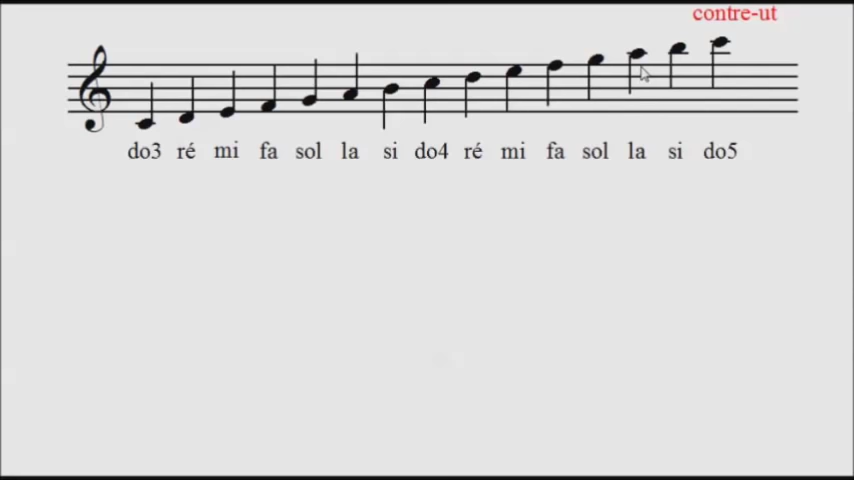 contre-ut
do3 ré mi fa sol la si do4 ré mi fa sol la si do5